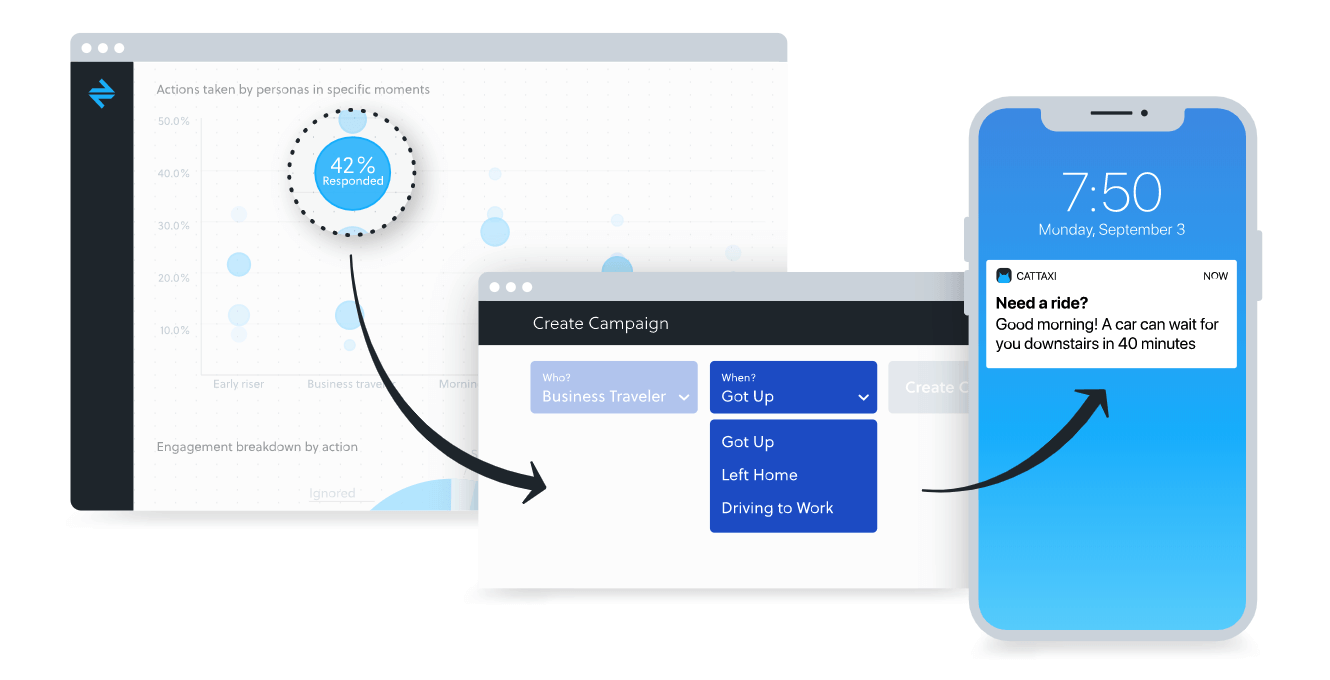 Actions taken by personas in specific moments
50.0%
40.0%
30.0%
20.0%
10.0%
42%
Responded
Early riser
Business
Engagement breakdown by action
Ignored
Create Campaign
Who?
Business Traveler
When?
Got Up
Create
Got Up
Left Home
Driving to Work
7:50
Monday, September 3
CATTAXI
NOW
Need a ride?
Good morning! A car can wait for
you downstairs in 40 minutes